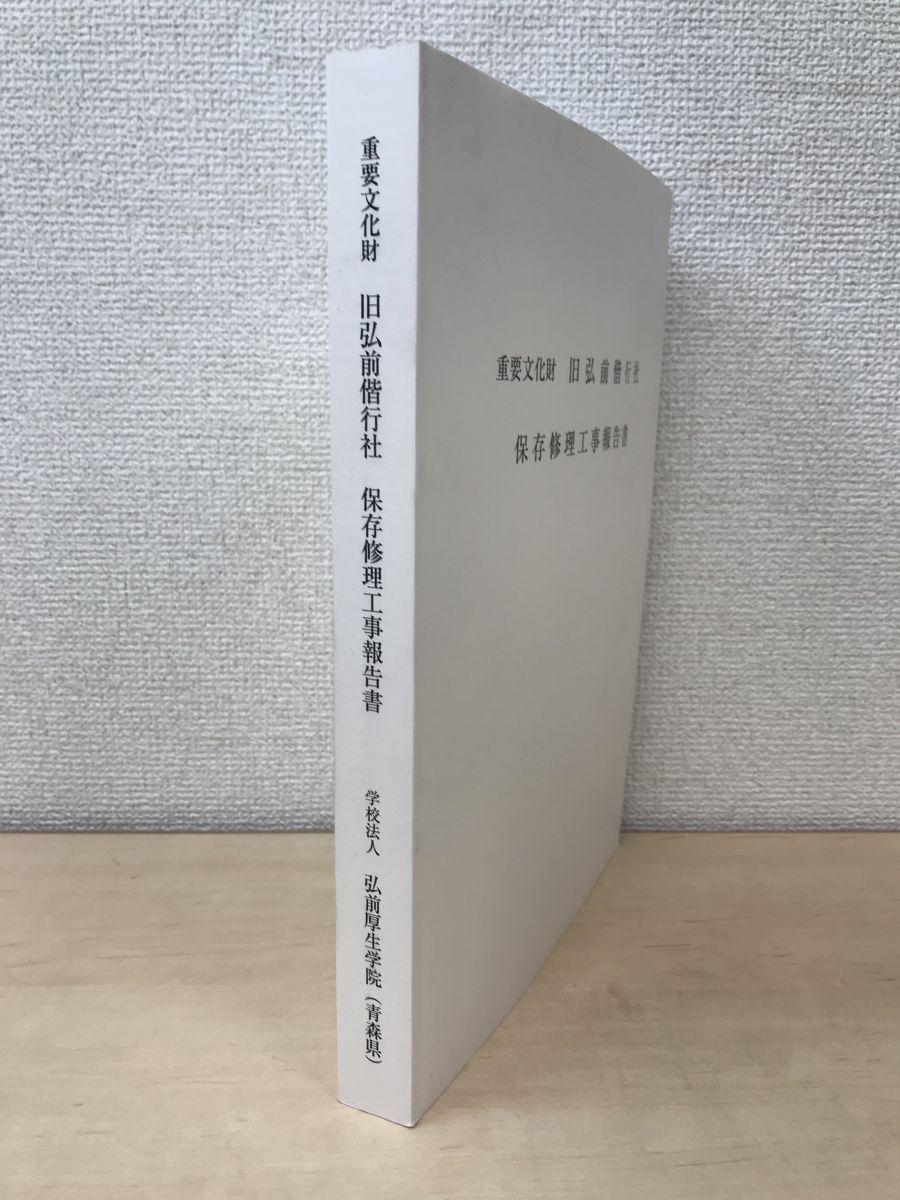 重要文化財　旧弘前偕行社　保存修理工事報告書　学校法人　弘前厚生学院（青森県）
重要文化財　旧弘前偕行社
保存修理工事報告書